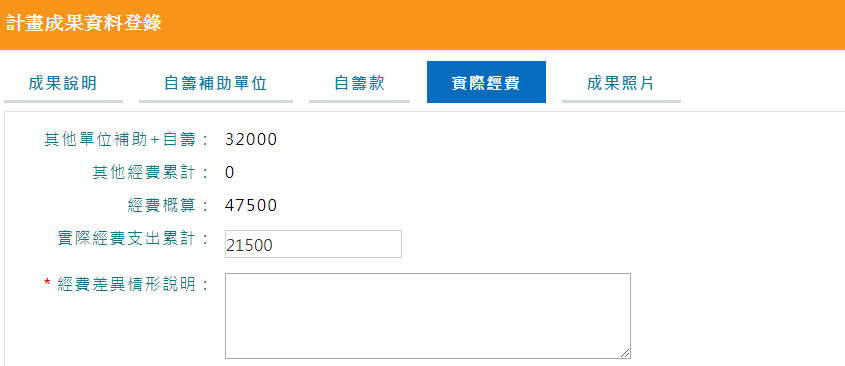 計畫成果資料登錄
成果說明 自籌補助單位 自籌款 實際經費 成果照片
其他單位補助+自籌： 32000
其他經費累計： 0
經費概算： 47500
實際經費支出累計： 21500
* 經費差異情形說明：